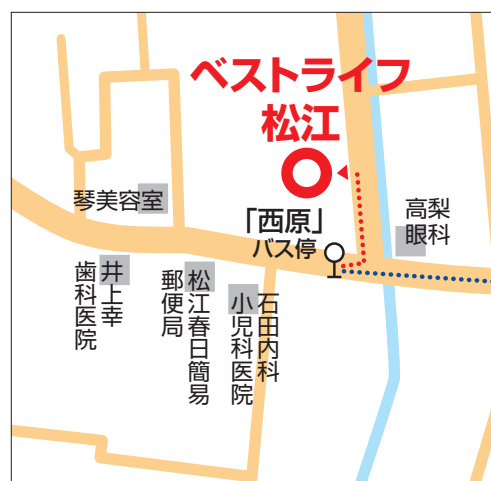 ベストライフ
松江
「西原」
バス停
高梨
眼科
琴美容室
井上幸
歯科医院
松江春日簡易
郵便局
石田内科
小児科医院